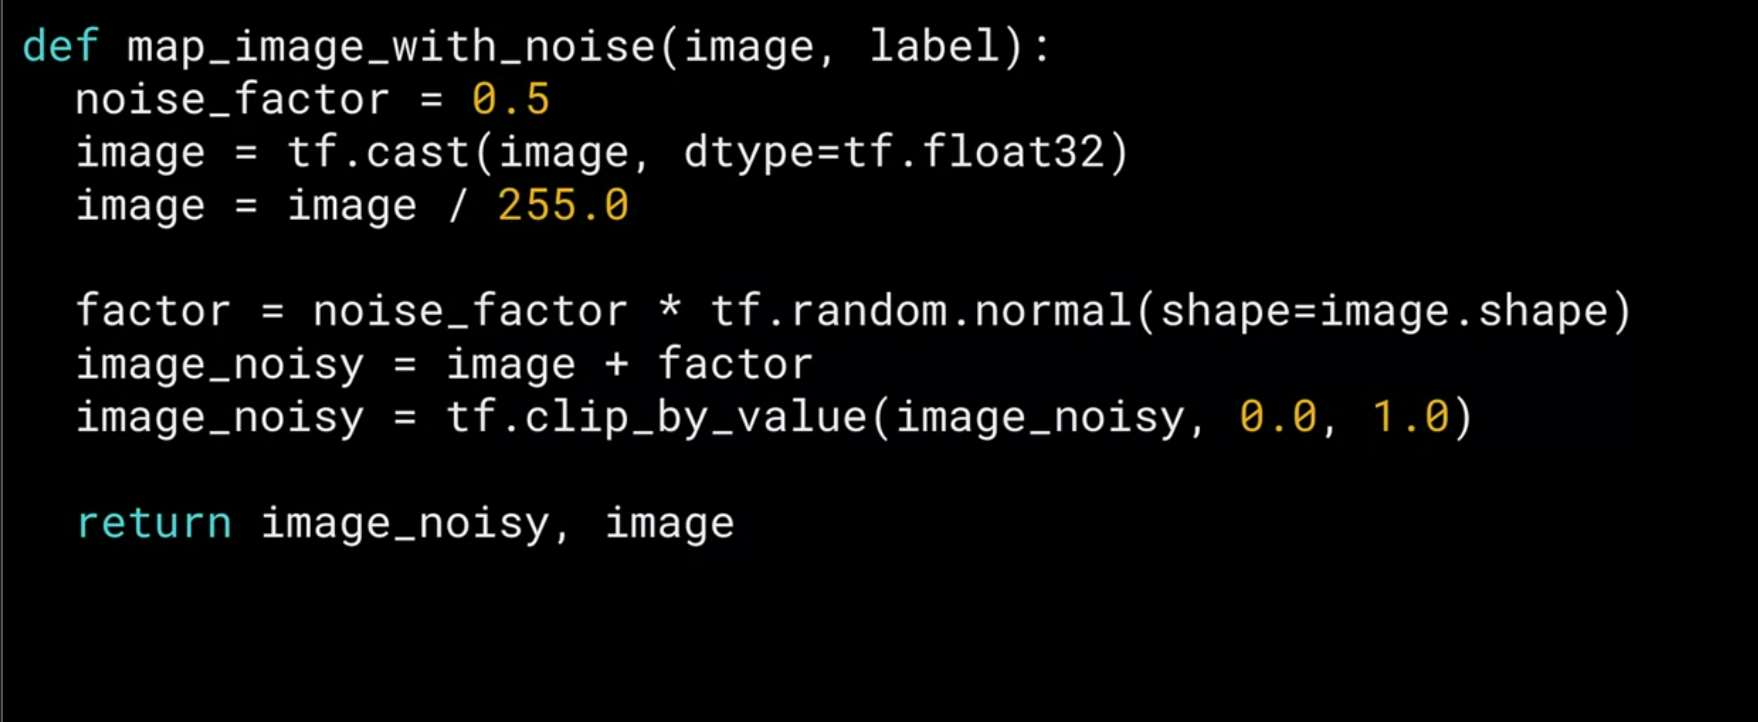 def map_image_with_noise(image, label):
  noise_factor = 0.5
  image = tf.cast(image, dtype=tf.float32)
  image = image / 255.0

  factor = noise_factor * tf.random.normal(shape=image.shape)
  image_noisy = image + factor
  image_noisy = tf.clip_by_value(image_noisy, 0.0, 1.0)

  return image_noisy, image